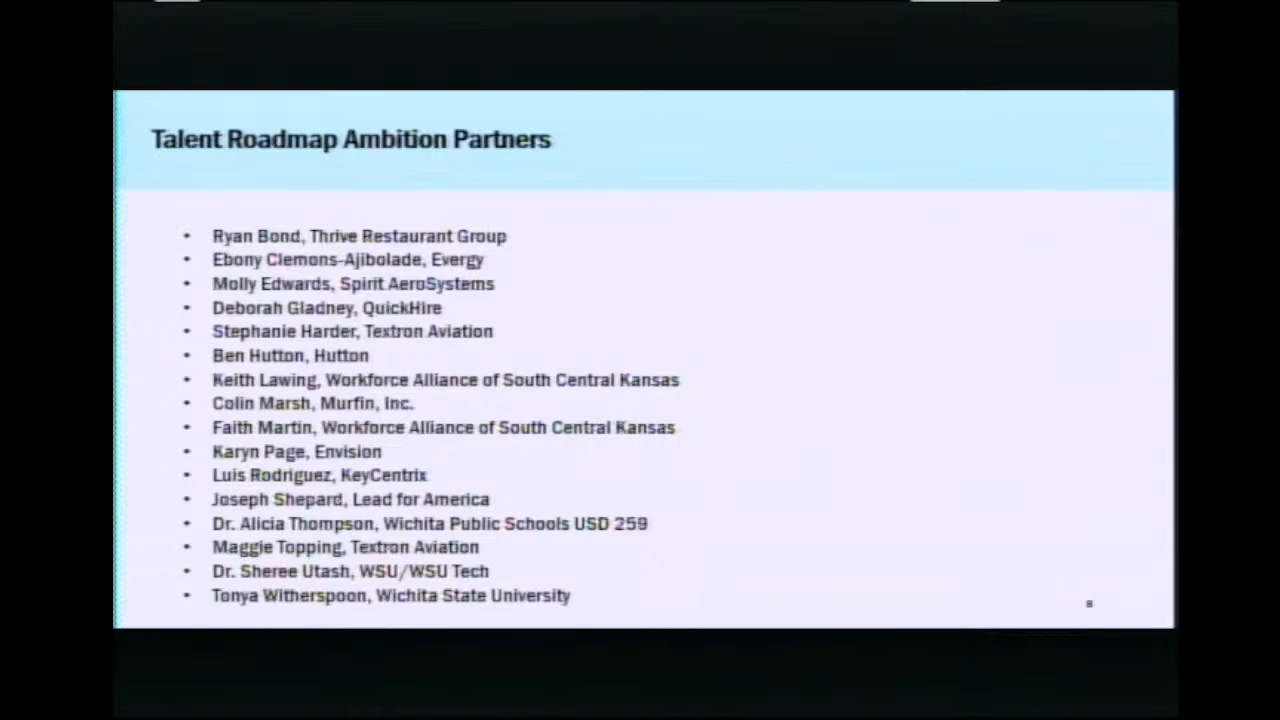 Talent Roadmap Ambition Partners
• Ryan Bond, Thrive Restaurant Group
• Ebony Clemons-Ajibolade, Evergy
• Molly Edwards, Spirit AeroSystems
• Deborah Gladney, QuickHire
• Stephanie Harder, Textron Aviation
• Ben Hutton, Hutton
• Keith Lawing, Workforce Alliance of South Central Kansas
• Colin Marsh, Murfin, Inc.
• Faith Martin, Workforce Alliance of South Central Kansas
• Karyn Page, Envision
• Luis Rodriguez, KeyCentrix
• Joseph Shepard, Lead for America
• Dr. Alicia Thompson, Wichita Public Schools USD 259
• Maggie Topping, Textron Aviation
• Dr. Sheree Utash, WSU/WSU Tech
• Tonya Witherspoon, Wichita State University